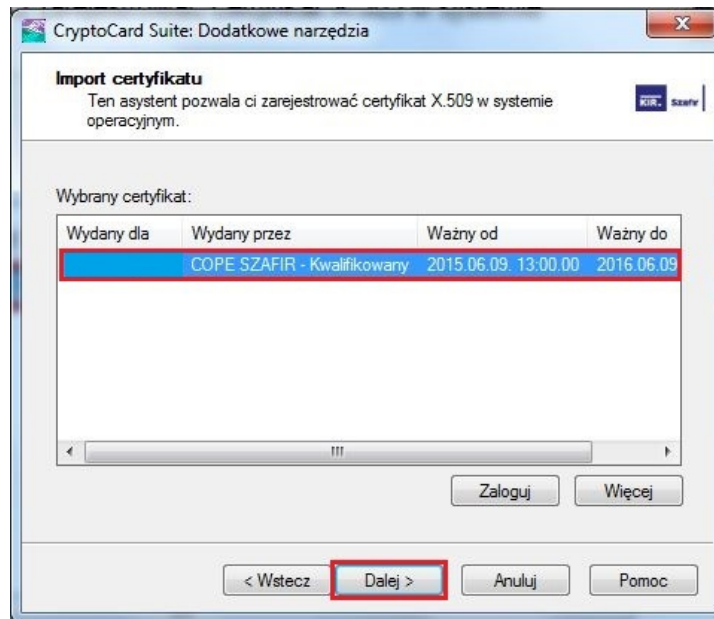 CryptoCard Suite: Dodatkowe narzędzia
Import certyfikatu
Ten asystent pozwala ci zarejestrować certyfikat X.509 w systemie
operacyjnym.
KIR. Szafir
Wybrany certyfikat:
Wydany dla Wydany przez Ważny od Ważny do
COPE SZAFIR - Kwalifikowany 2015.06.09. 13:00.00 2016.06.09
Zaloguj Więcej
< Wstecz Dalej > Anuluj Pomoc